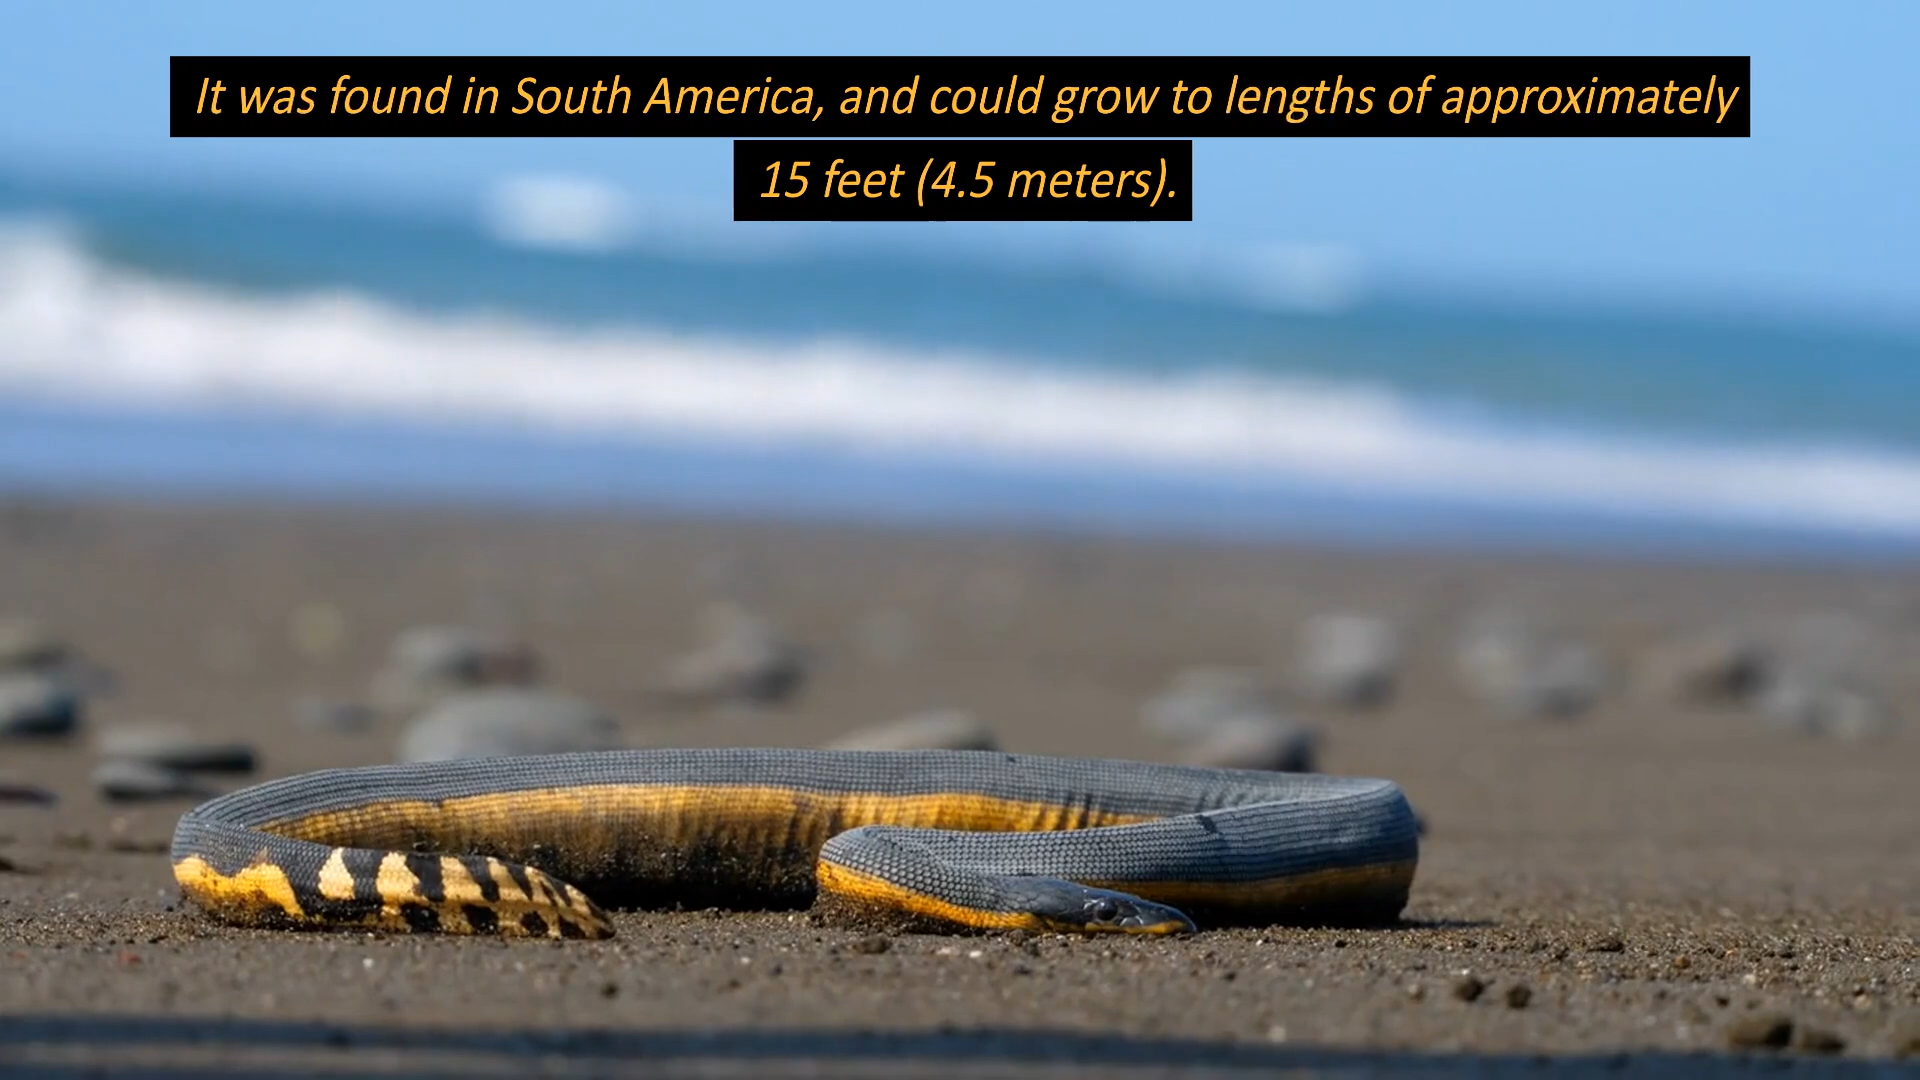 It was found in South America, and could grow to lengths of approximately
15 feet (4.5 meters).